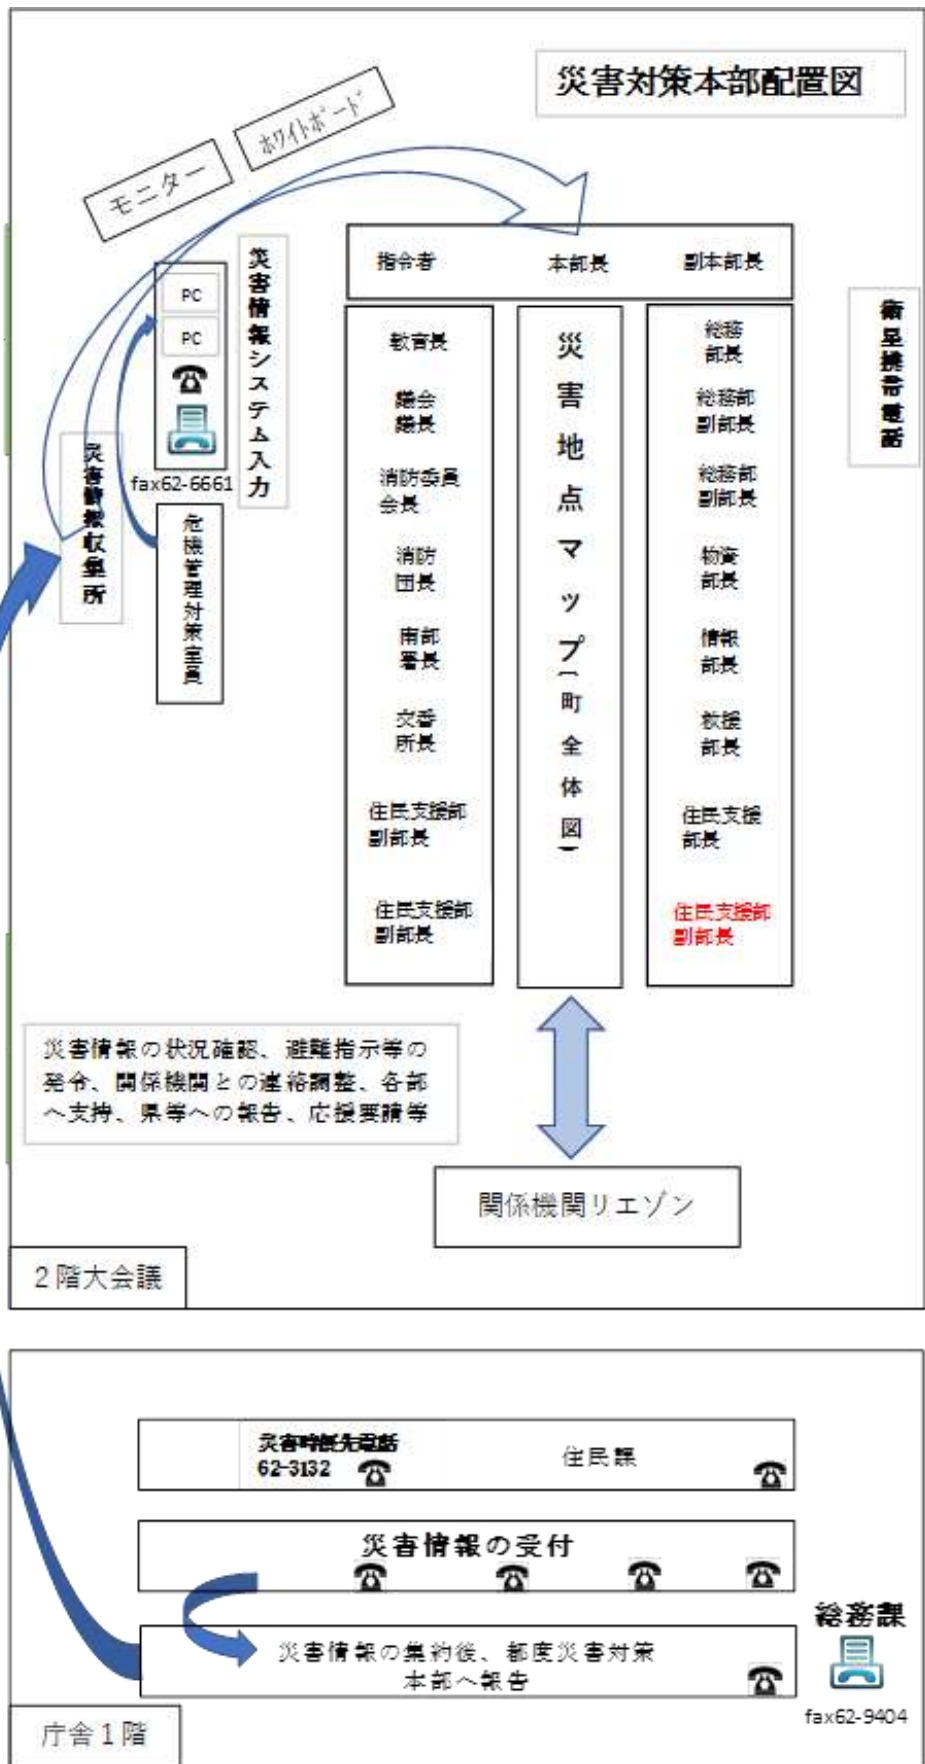 災害対策本部配置図
ホワイトボード
モニター
災害情報システム入力
PC
PC
fax62-6661
災害情報収集所
危機管理対策室員
指令者
本部長
副本部長
教育長
議会
議長
消防委員
会長
消防
団長
南部
署長
交番
所長
住民支援部
副部長
住民支援部
副部長
災害地点マップ(町全体図)
総務
部長
総務部
副部長
総務部
副部長
物資
部長
情報
部長
救援
部長
住民支援
部長
住民支援部
副部長
衛星携帯電話
災害情報の状況確認、避難指示等の
発令、関係機関との連絡調整、各部
へ支持、県等への報告、応援要請等
関係機関リエゾン
2階大会議
災害時優先電話
62-3132
住民課
災害情報の受付
災害情報の集約後、都度災害対策
本部へ報告
総務課
fax62-9404
庁舎1階